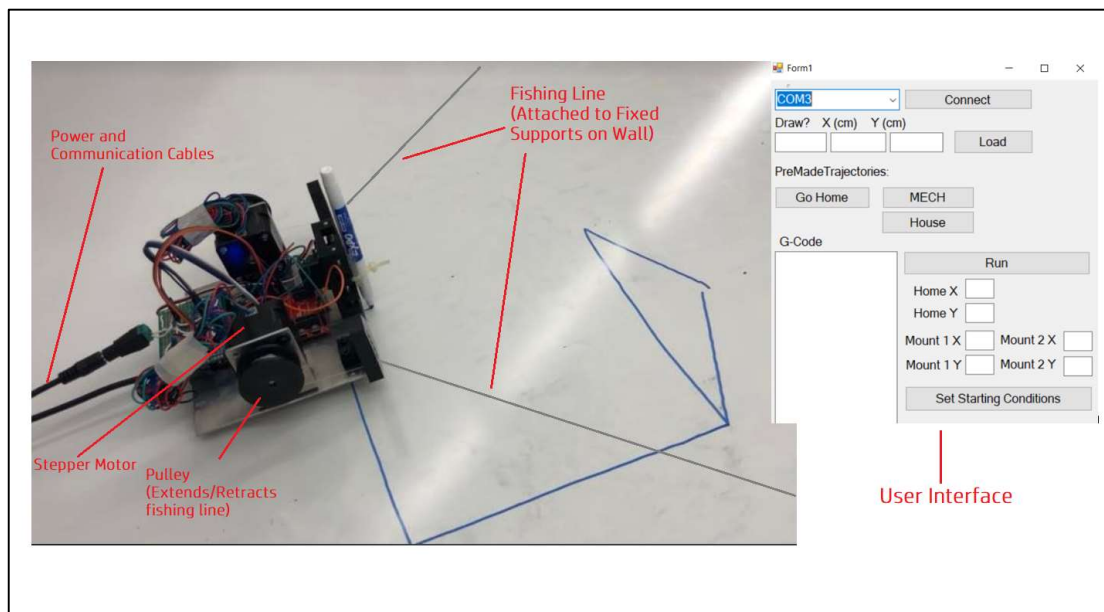 Power and
Communication Cables
Fishing Line
(Attached to Fixed
Supports on Wall)
Stepper Motor
Pulley
(Extends/Retracts
fishing line)
Form1
COM3
Connect
Draw? X (cm) Y (cm)
Load
PreMadeTrajectories:
Go Home
MECH
House
G-Code
Run
Home X
Home Y
Mount 1 X Mount 2 X
Mount 1 Y Mount 2 Y
Set Starting Conditions
User Interface